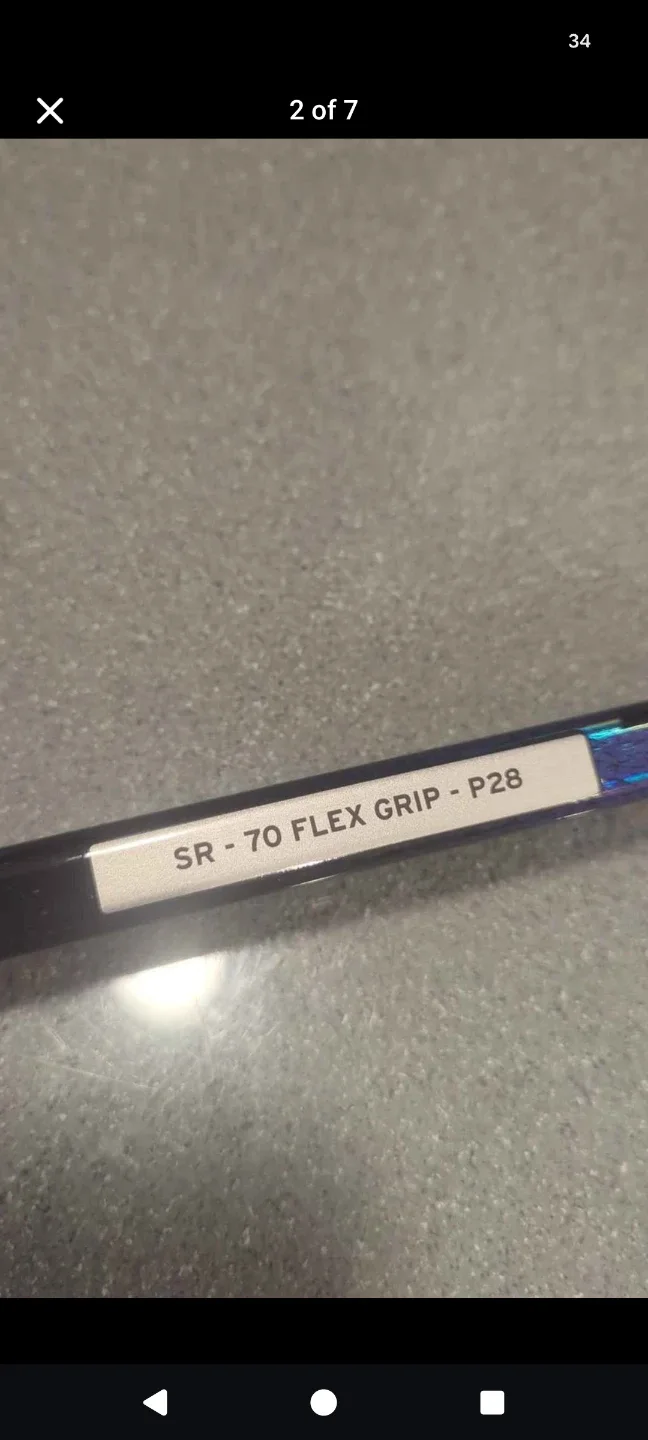 34
2 of 7
SR - 70 FLEX GRIP - P28